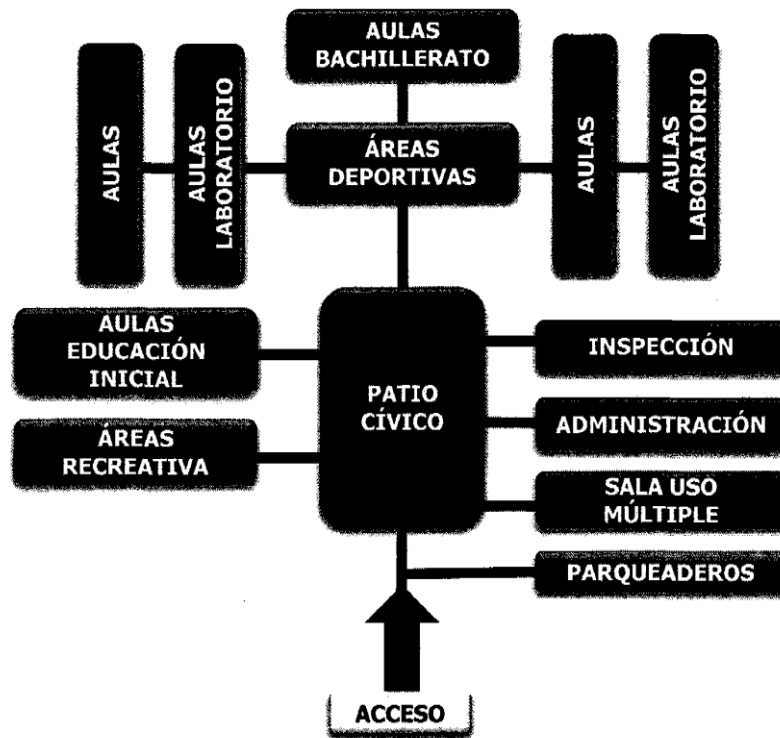 AULAS
BACHILLERATO
AULAS
AULAS
LABORATORIO
ÁREAS
DEPORTIVAS
AULAS
AULAS
LABORATORIO
AULAS
EDUCACIÓN
INICIAL
ÁREAS
RECREATIVA
PATIO
CÍVICO
INSPECCIÓN
ADMINISTRACIÓN
SALA USO
MÚLTIPLE
PARQUEADEROS
ACCESO